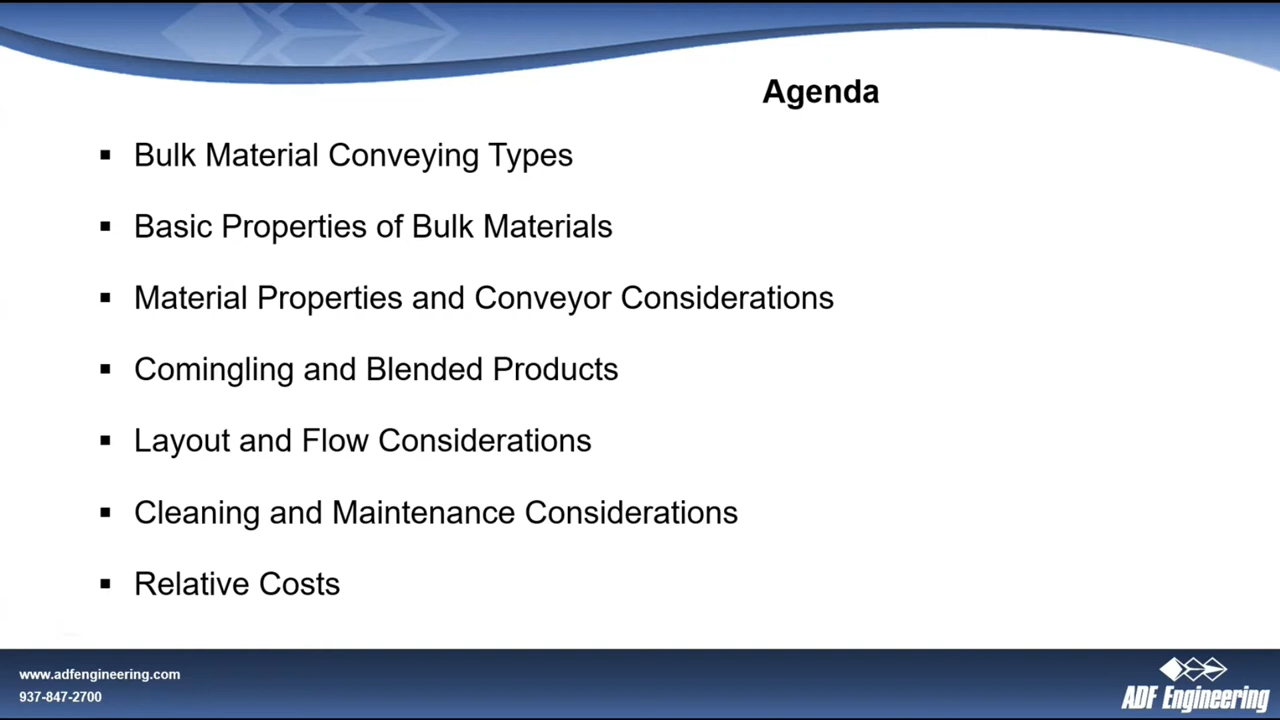 Agenda
▪ Bulk Material Conveying Types
▪ Basic Properties of Bulk Materials
▪ Material Properties and Conveyor Considerations
▪ Comingling and Blended Products
▪ Layout and Flow Considerations
▪ Cleaning and Maintenance Considerations
▪ Relative Costs
www.adfengineering.com
937-847-2700
ADF Engineering